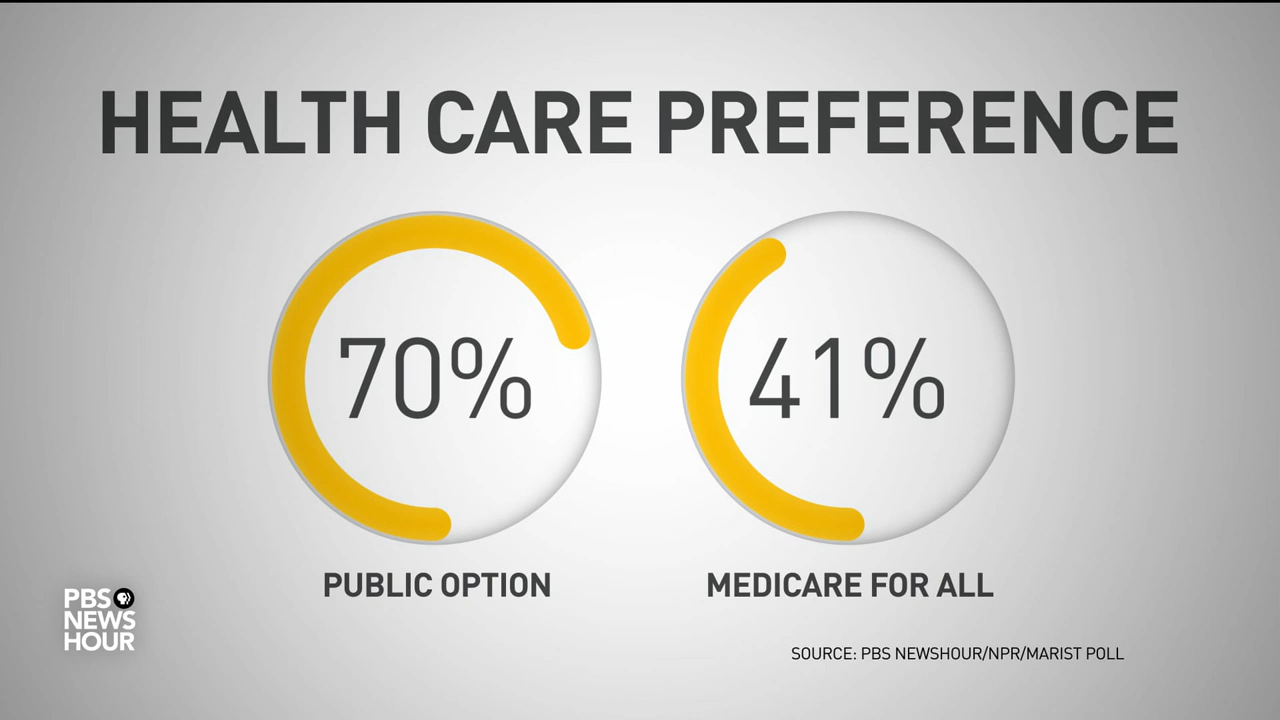 HEALTH CARE PREFERENCE
70%
41%
PUBLIC OPTION
MEDICARE FOR ALL
PBS
NEWS
HOUR
SOURCE: PBS NEWSHOUR/NPR/MARIST POLL